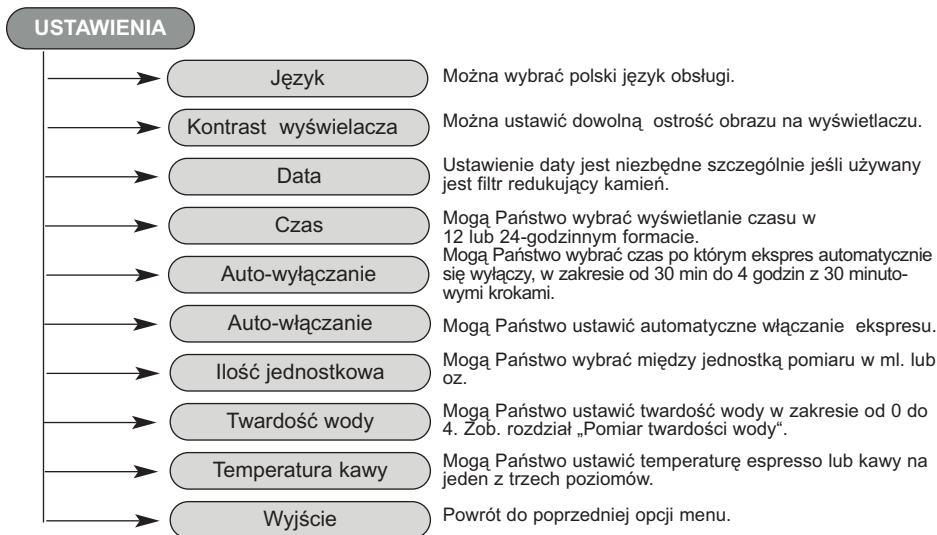 USTAWIENIA
Język
Można wybrać polski język obsługi.
Kontrast wyświelacza
Można ustawić dowolną ostrość obrazu na wyświetlaczu.
Data
Ustawienie daty jest niezbędne szczególnie jeśli używany
jest filtr redukujący kamień.
Czas
Mogą Państwo wybrać wyświetlanie czasu w
12 lub 24-godzinnym formacie.
Auto-wyłączanie
Mogą Państwo wybrać czas po którym ekspres automatycznie
się wyłączy, w zakresie od 30 min do 4 godzin z 30 minuto-
wymi krokami.
Auto-włączanie
Mogą Państwo ustawić automatyczne włączanie ekspresu.
Ilość jednostkowa
Mogą Państwo wybrać między jednostką pomiaru w ml. lub
oz.
Twardość wody
Mogą Państwo ustawić twardość wody w zakresie od 0 do
4. Zob. rozdział „Pomiar twardości wody“.
Temperatura kawy
Mogą Państwo ustawić temperaturę espresso lub kawy na
jeden z trzech poziomów.
Wyjście
Powrót do poprzedniej opcji menu.